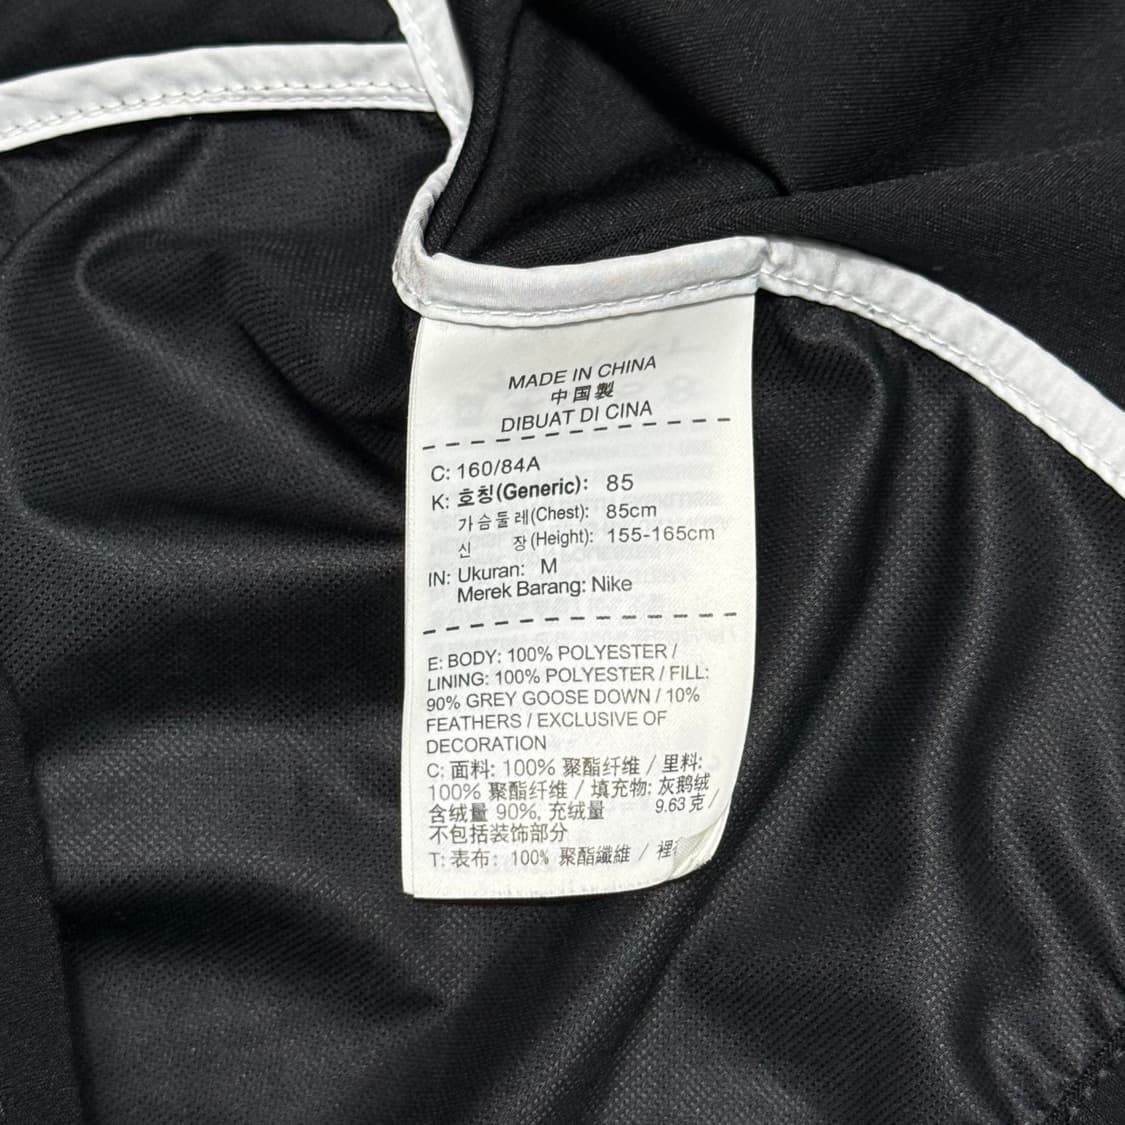 MADE IN CHINA
中国製
DIBUAT DI CINA
C: 160/84A
K: 호칭(Generic): 85
가슴둘레(Chest): 85cm
신 장(Height): 155-165cm
IN: Ukuran: M
Merek Barang: Nike
E: BODY: 100% POLYESTER /
LINING: 100% POLYESTER / FILL:
90% GREY GOOSE DOWN / 10%
FEATHERS / EXCLUSIVE OF
DECORATION
C: 面料: 100% 聚酯纤维 / 里料:
100% 聚酯纤维 / 填充物: 灰鹅绒
含绒量 90%, 充绒量 9.63 克 /
不包括装饰部分
T: 表布: 100% 聚酯纖維 / 裡